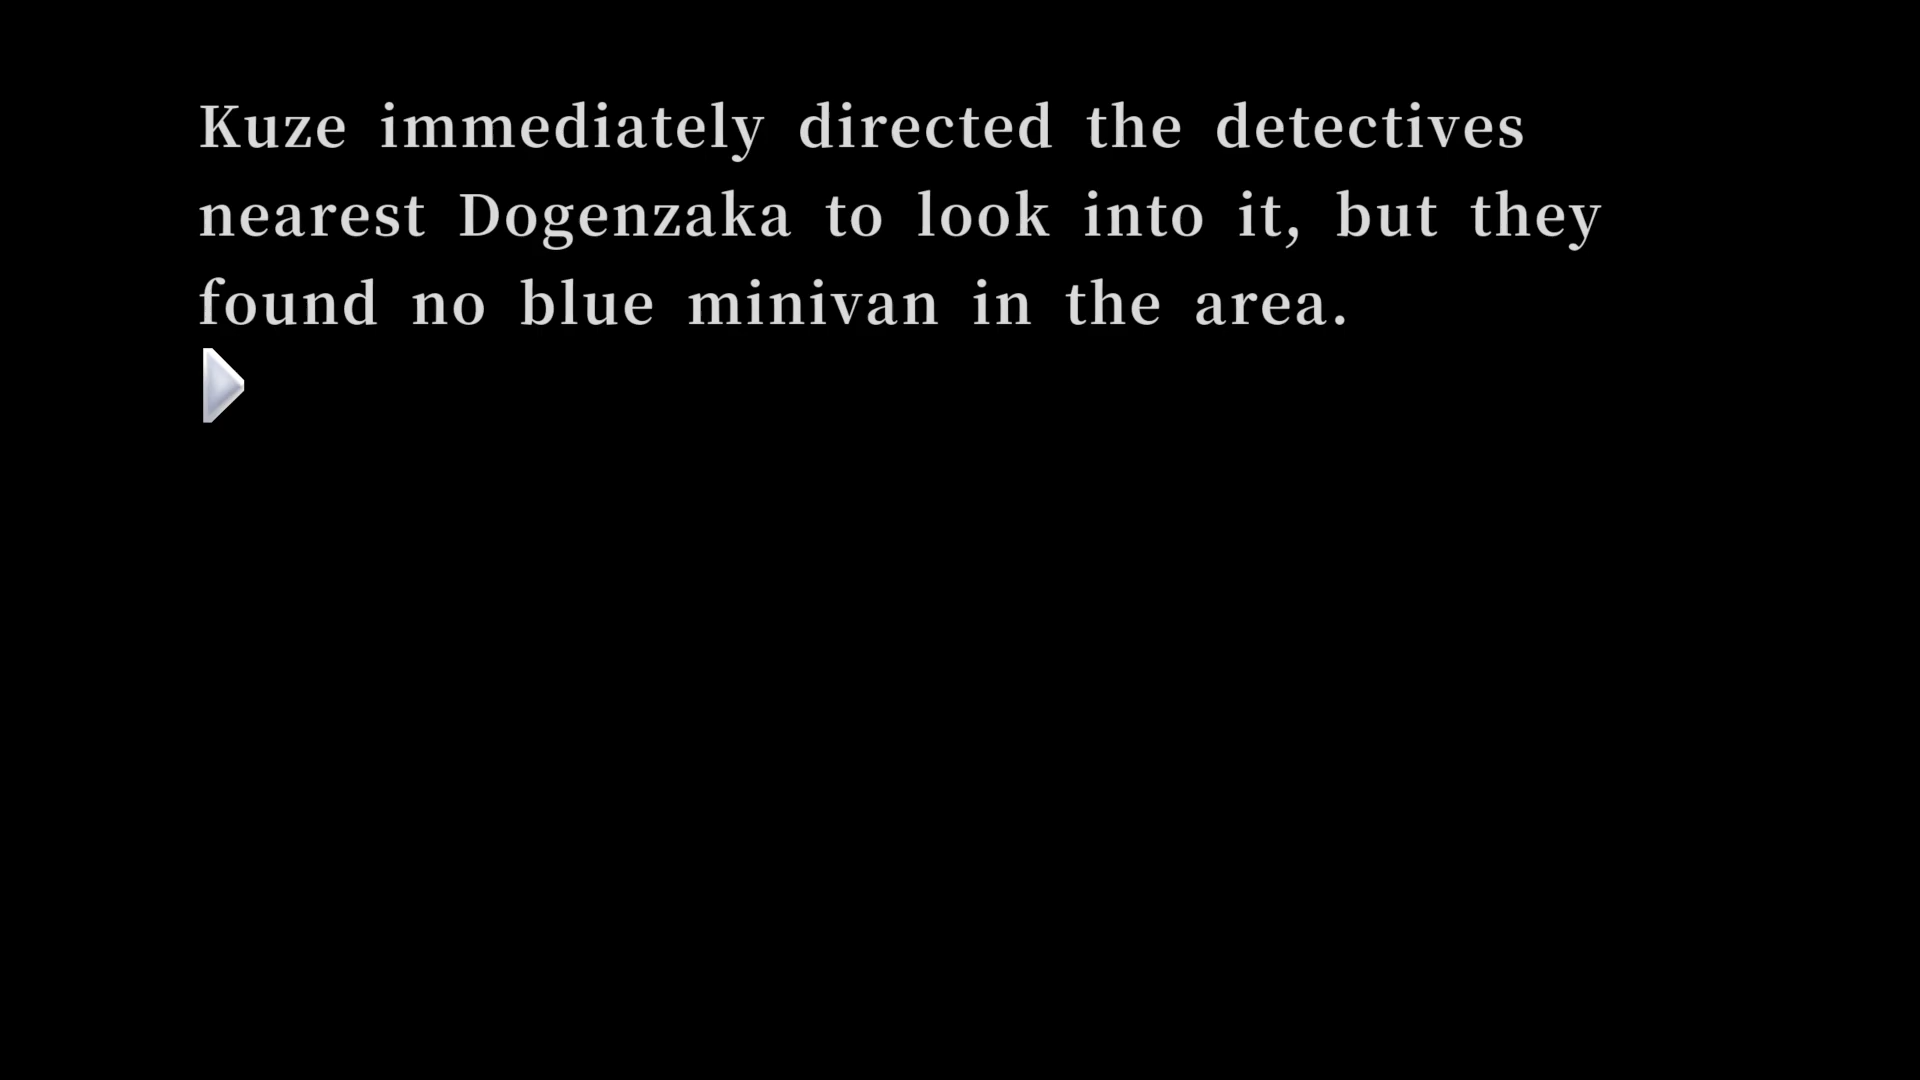 Kuze immediately directed the detectives
nearest Dogenzaka to look into it, but they
found no blue minivan in the area.